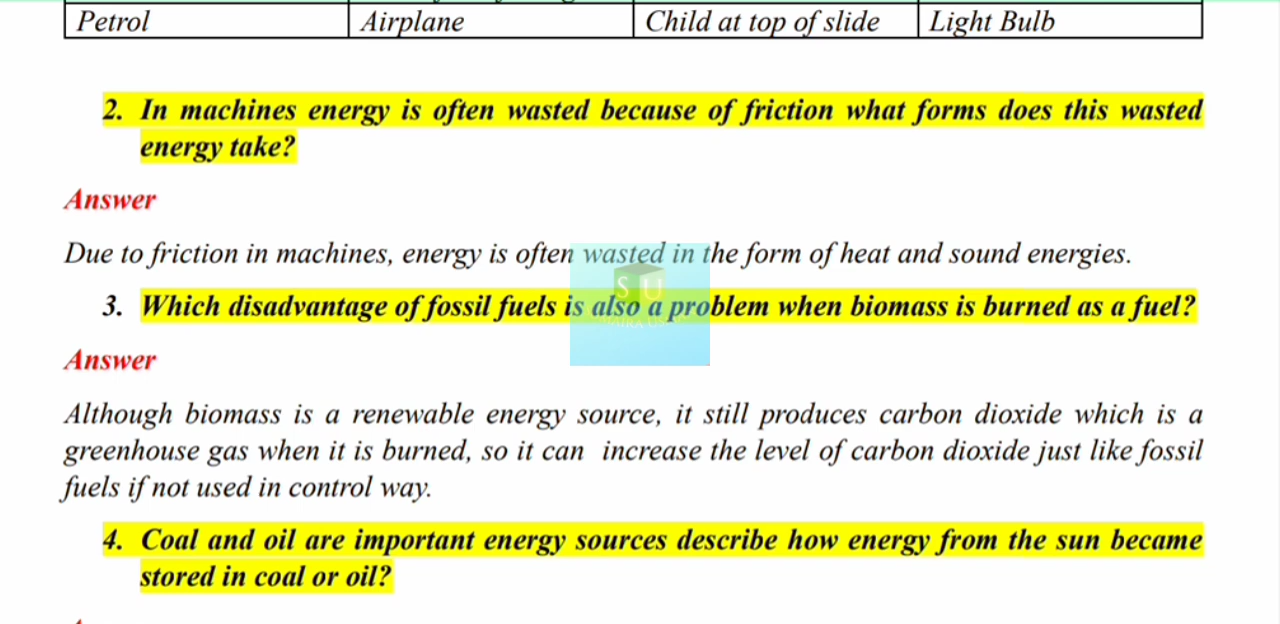 Petrol Airplane Child at top of slide Light Bulb
2. In machines energy is often wasted because of friction what forms does this wasted
energy take?
Answer
Due to friction in machines, energy is often wasted in the form of heat and sound energies.
SU
3. Which disadvantage of fossil fuels is also a problem when biomass is burned as a fuel?
Answer
Although biomass is a renewable energy source, it still produces carbon dioxide which is a
greenhouse gas when it is burned, so it can increase the level of carbon dioxide just like fossil
fuels if not used in control way.
4. Coal and oil are important energy sources describe how energy from the sun became
stored in coal or oil?